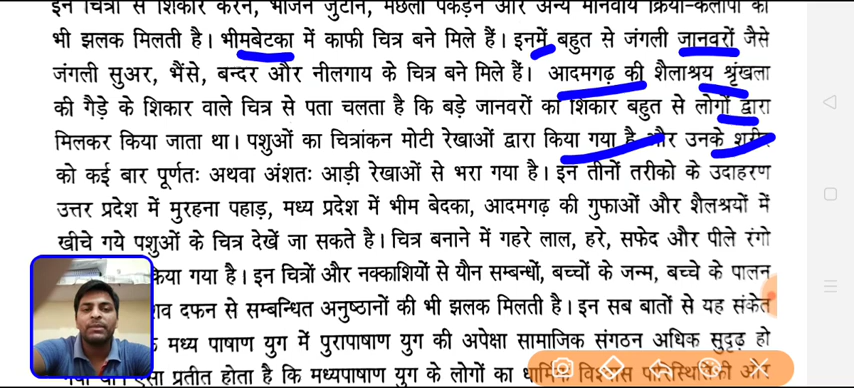 इन चित्रों से शिकार करने, भोजन जुटाने, मछली पकड़ने और अन्य मानवीय क्रिया-कलापों की
भी झलक मिलती है। भीमबेटका में काफी चित्र बने मिले हैं। इनमें बहुत से जंगली जानवरों जैसे
जंगली सुअर, भैंसे, बन्दर और नीलगाय के चित्र बने मिले हैं। आदमगढ़ की शैलाश्रय श्रृंखला
की गैड़े के शिकार वाले चित्र से पता चलता है कि बड़े जानवरों का शिकार बहुत से लोगों द्वारा
मिलकर किया जाता था। पशुओं का चित्रांकन मोटी रेखाओं द्वारा किया गया है और उनके शरीर
को कई बार पूर्णतः अथवा अंशतः आड़ी रेखाओं से भरा गया है। इन तीनों तरीको के उदाहरण
उत्तर प्रदेश में मुरहना पहाड़, मध्य प्रदेश में भीम बेदका, आदमगढ़ की गुफाओं और शैलश्रयों में
खीचे गये पशुओं के चित्र देखें जा सकते है। चित्र बनाने में गहरे लाल, हरे, सफेद और पीले रंगो
किया गया है। इन चित्रों और नक्काशियों से यौन सम्बन्धों, बच्चों के जन्म, बच्चे के पालन
शव दफन से सम्बन्धित अनुष्ठानों की भी झलक मिलती है। इन सब बातों से यह संकेत
मध्य पाषाण युग में पुरापाषाण युग की अपेक्षा सामाजिक संगठन अधिक सुदृढ़ हो
ऐसा प्रतीत होता है कि मध्यपाषाण युग के लोगों का धार्मिक विश्वास पारिस्थितिकी और